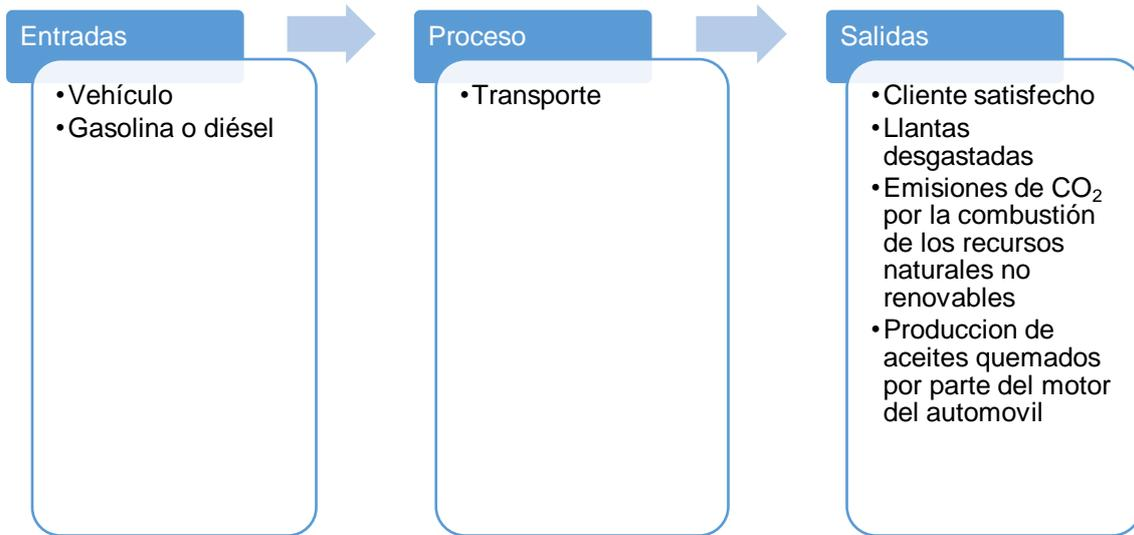 Entradas
•Vehículo
•Gasolina o diésel
Proceso
•Transporte
Salidas
•Cliente satisfecho
•Llantas
desgastadas
•Emisiones de CO₂
por la combustión
de los recursos
naturales no
renovables
•Produccion de
aceites quemados
por parte del motor
del automovil